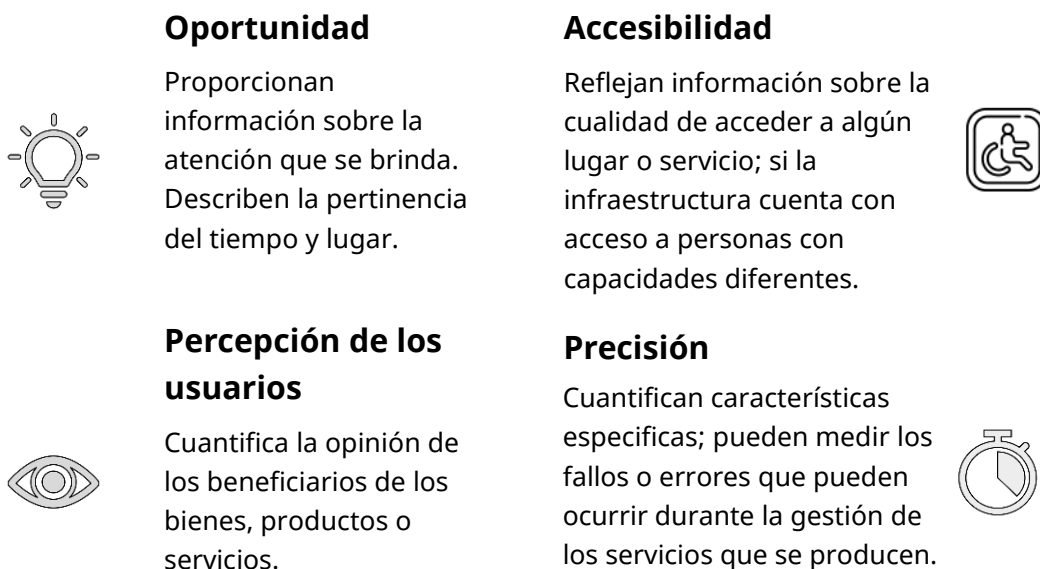 Oportunidad
Proporcionan
información sobre la
atención que se brinda.
Describen la pertinencia
del tiempo y lugar.
Accesibilidad
Reflejan información sobre la
cualidad de acceder a algún
lugar o servicio; si la
infraestructura cuenta con
acceso a personas con
capacidades diferentes.
Percepción de los
usuarios
Cuantifica la opinión de
los beneficiarios de los
bienes, productos o
servicios.
Precisión
Cuantifican características
especificas; pueden medir los
fallos o errores que pueden
ocurrir durante la gestión de
los servicios que se producen.